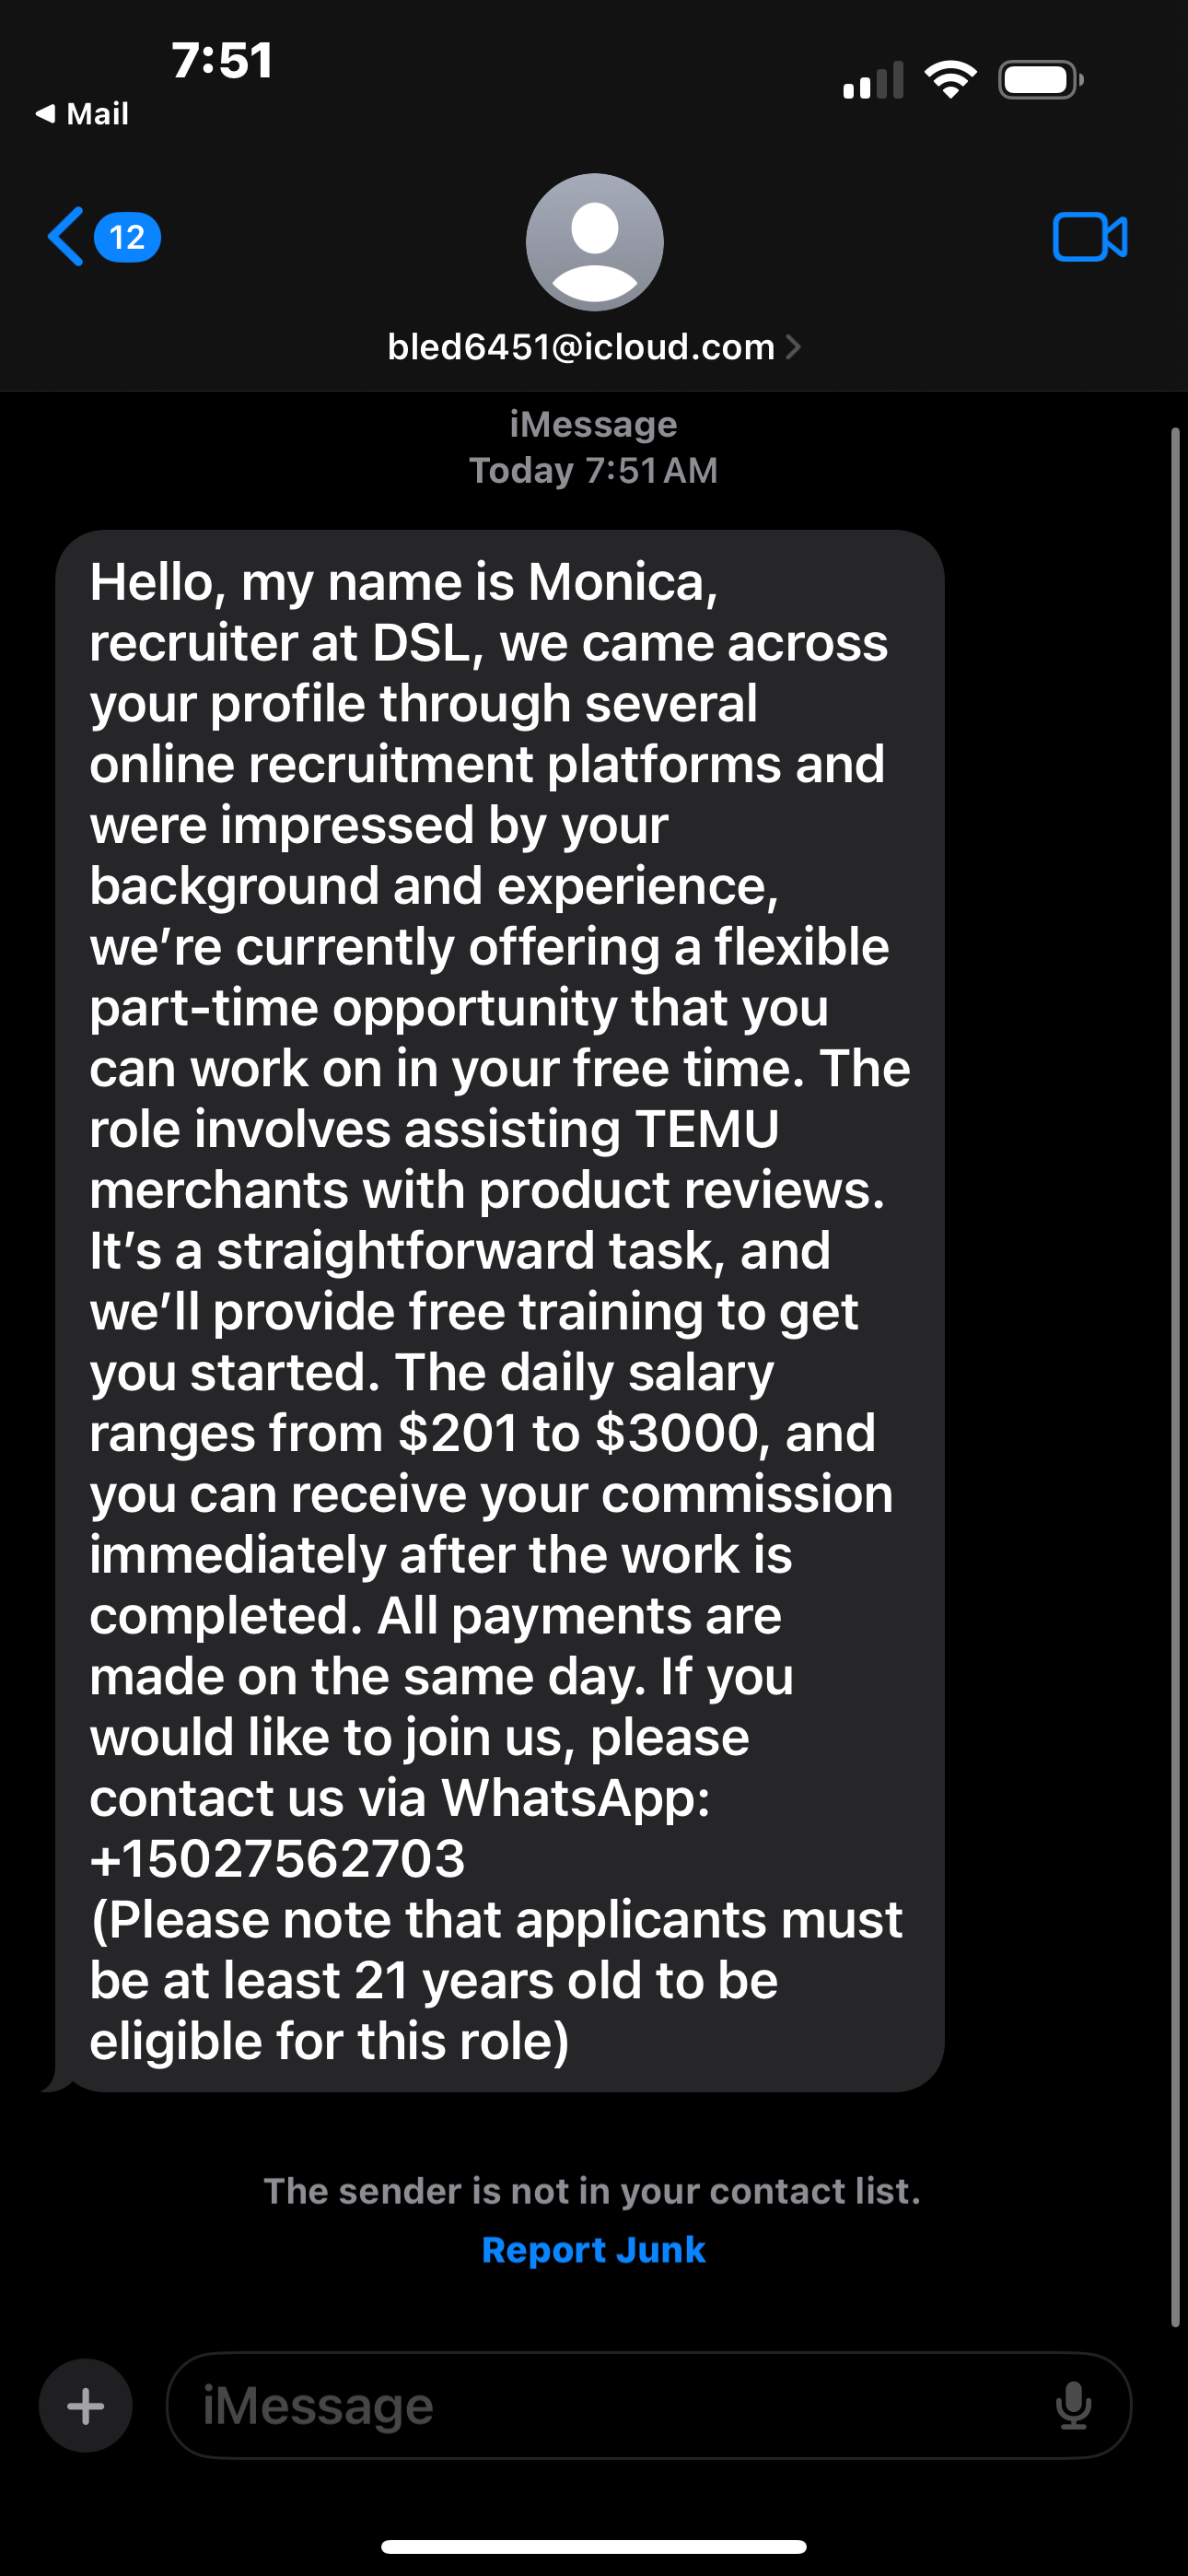 7:51
Mail
12
bled6451@icloud.com
iMessage
Today 7:51 AM
Hello, my name is Monica,
recruiter at DSL, we came across
your profile through several
online recruitment platforms and
were impressed by your
background and experience,
we’re currently offering a flexible
part-time opportunity that you
can work on in your free time. The
role involves assisting TEMU
merchants with product reviews.
It’s a straightforward task, and
we’ll provide free training to get
you started. The daily salary
ranges from $201 to $3000, and
you can receive your commission
immediately after the work is
completed. All payments are
made on the same day. If you
would like to join us, please
contact us via WhatsApp:
+15027562703
(Please note that applicants must
be at least 21 years old to be
eligible for this role)
The sender is not in your contact list.
Report Junk
iMessage